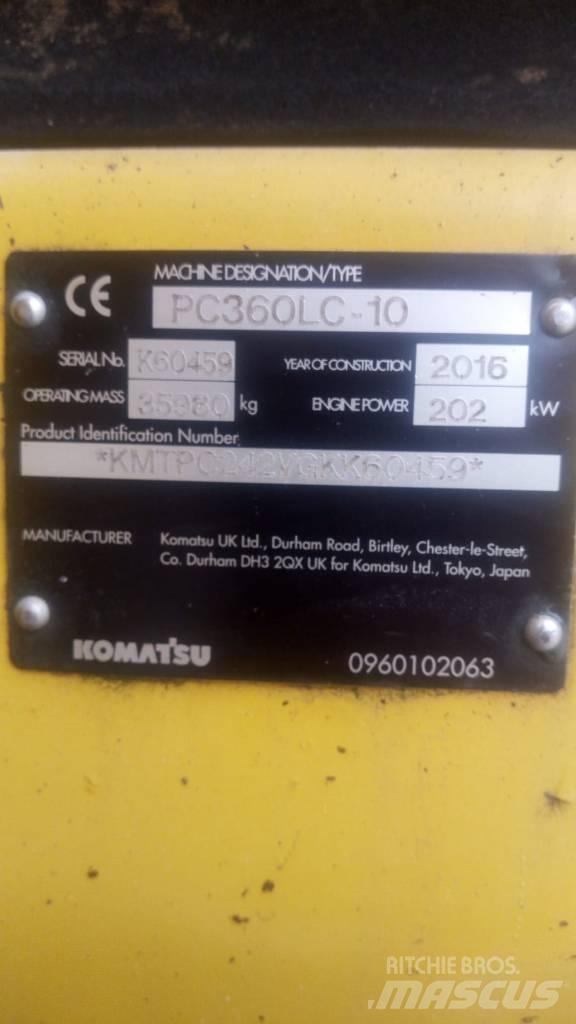 CE
MACHINE DESIGNATION/TYPE
PC360LC-10
SERIAL No. K60459 YEAR OF CONSTRUCTION 2016
OPERATING MASS 35980 kg ENGINE POWER 202 kW
Product Identification Number
*KMTPC242VGKK60459*
MANUFACTURER Komatsu UK Ltd., Durham Road, Birtley, Chester-le-Street,
Co. Durham DH3 2QX UK for Komatsu Ltd., Tokyo, Japan
KOMATSU 0960102063
RITCHIE BROS.
MASCUS